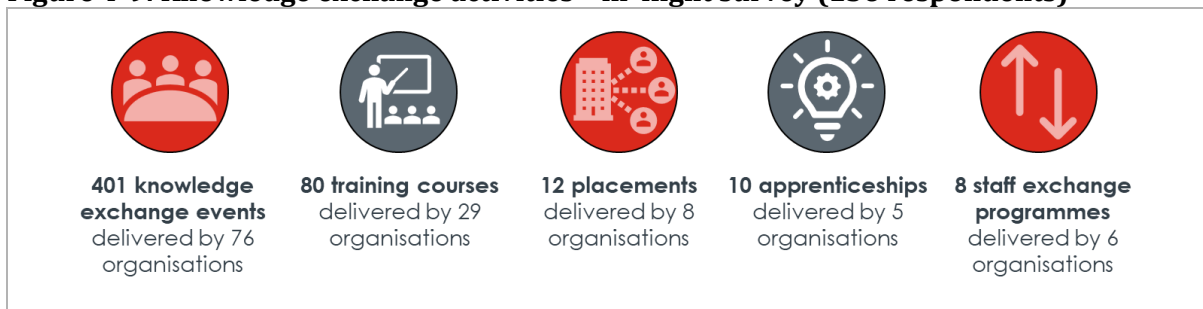 401 knowledge
exchange events
delivered by 76
organisations
80 training courses
delivered by 29
organisations
12 placements
delivered by 8
organisations
10 apprenticeships
delivered by 5
organisations
8 staff exchange
programmes
delivered by 6
organisations